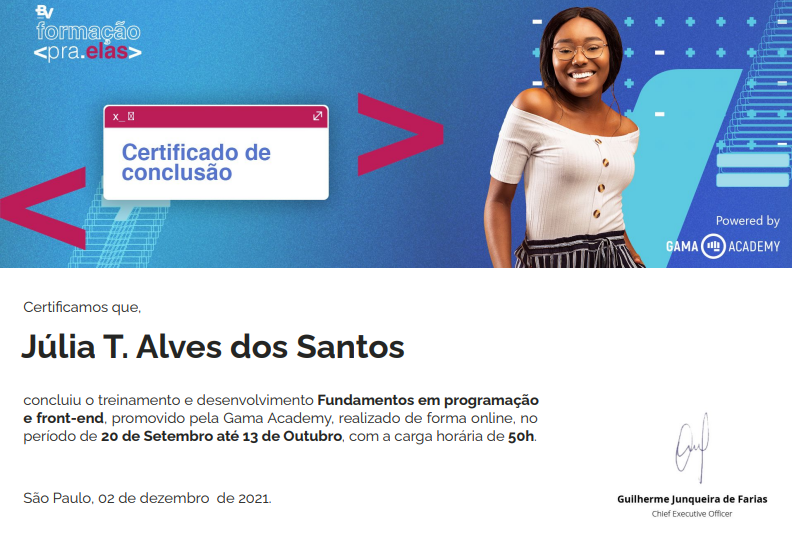 BV
formação
<pra.elas>
x_
Certificado de
conclusão
Powered by
GAMA ACADEMY
Certificamos que,
Júlia T. Alves dos Santos
concluiu o treinamento e desenvolvimento Fundamentos em programação
e front-end, promovido pela Gama Academy, realizado de forma online, no
período de 20 de Setembro até 13 de Outubro, com a carga horária de 50h.
São Paulo, 02 de dezembro  de 2021.
Guilherme Junqueira de Farias
Chief Executive Officer